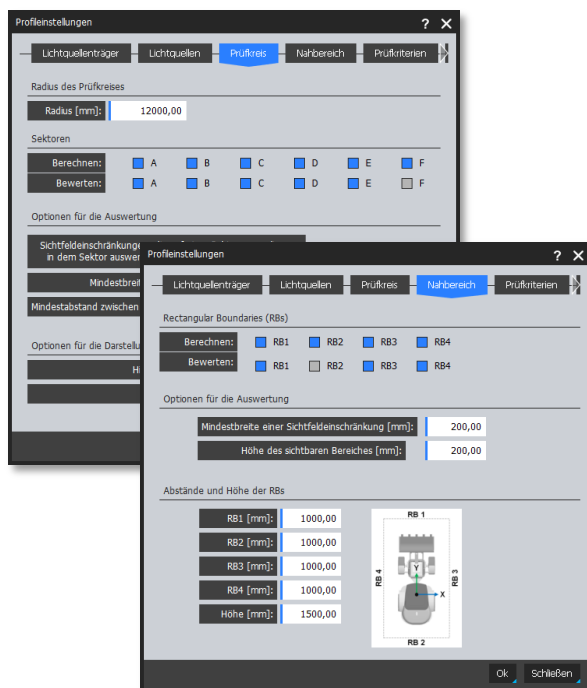 Profileinstellungen ? X
Lichtquellenträger Lichtquellen Prüfkreis Nahbereich Prüfkriterien
Radius des Prüfkreises
Radius [mm]: 12000,00
Sektoren
Berechnen: A B C D E F
Bewerten: A B C D E F
Optionen für die Auswertung
in dem Sektor
Mindestabstand zwischen
Optionen für die
Profileinstellungen ? X
Lichtquellenträger Lichtquellen Prüfkreis Nahbereich Prüfkriterien
Rectangular Boundaries (RBs)
Berechnen: RB1 RB2 RB3 RB4
Bewerten: RB1 RB2 RB3 RB4
Optionen für die Auswertung
Mindestbreite einer Sichtfeldeinschränkung [mm]: 200,00
Höhe des sichtbaren Bereiches [mm]: 200,00
Abstände und Höhe der RBs
RB1 [mm]: 1000,00
RB2 [mm]: 1000,00
RB3 [mm]: 1000,00
RB4 [mm]: 1000,00
Höhe [mm]: 1500,00
RB 1
RB 4
Y
X
RB 3
RB 2
Ok Schließen